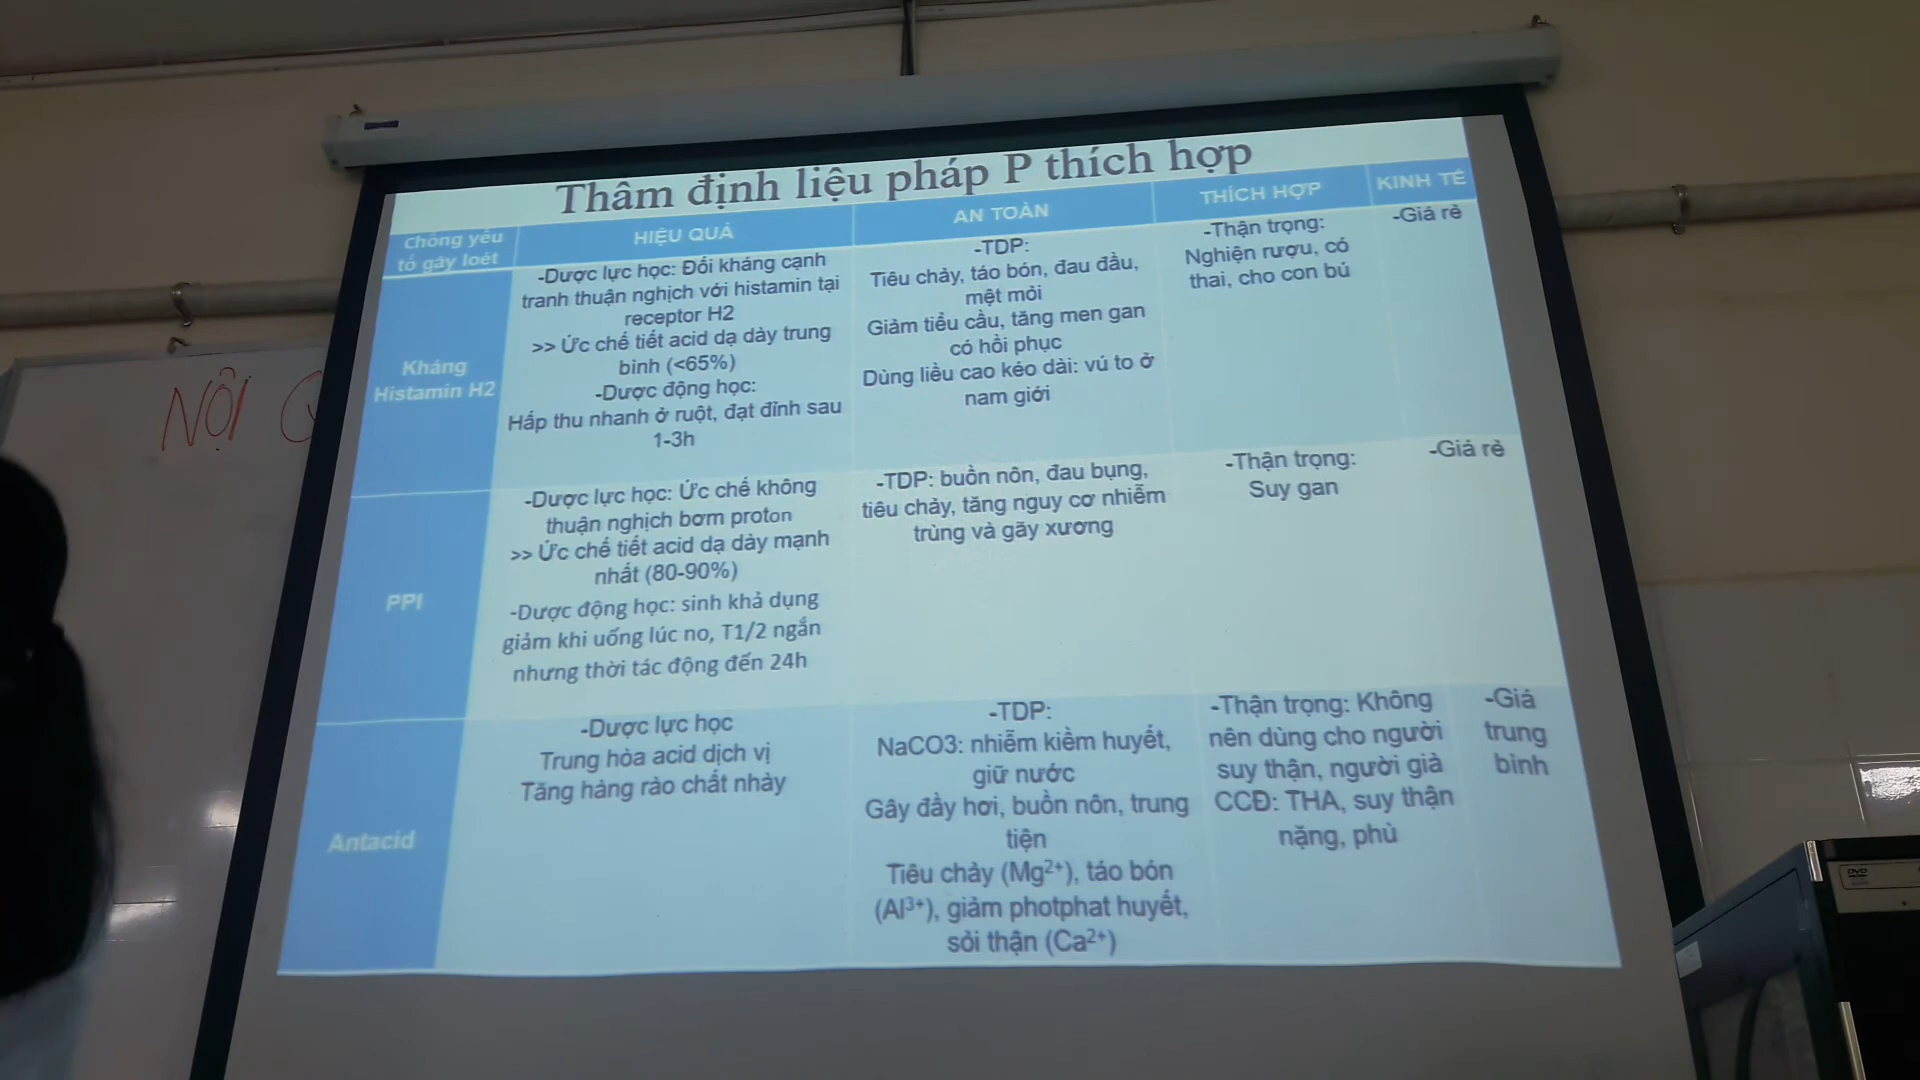 Thẩm định liệu pháp P thích hợp
Chống yếu
tố gây loét
HIỆU QUẢ
AN TOÀN
THÍCH HỢP
KINH TẾ
Kháng
Histamin H2
-Dược lực học: Đối kháng cạnh
tranh thuận nghịch với histamin tại
receptor H2
>> Ức chế tiết acid dạ dày trung
bình (<65%)
-Dược động học:
Hấp thu nhanh ở ruột, đạt đỉnh sau
1-3h
-TDP:
Tiêu chảy, táo bón, đau đầu,
mệt mỏi
Giảm tiểu cầu, tăng men gan
có hồi phục
Dùng liều cao kéo dài: vú to ở
nam giới
-Thận trọng:
Nghiện rượu, có
thai, cho con bú
-Giá rẻ
PPI
-Dược lực học: Ức chế không
thuận nghịch bơm proton
>> Ức chế tiết acid dạ dày mạnh
nhất (80-90%)
-Dược động học: sinh khả dụng
giảm khi uống lúc no, T1/2 ngắn
nhưng thời tác động đến 24h
-TDP: buồn nôn, đau bụng,
tiêu chảy, tăng nguy cơ nhiễm
trùng và gãy xương
-Thận trọng:
Suy gan
-Giá rẻ
Antacid
-Dược lực học
Trung hòa acid dịch vị
Tăng hàng rào chất nhày
-TDP:
NaCO3: nhiễm kiềm huyết,
giữ nước
Gây đầy hơi, buồn nôn, trung
tiện
Tiêu chảy (Mg²⁺), táo bón
(Al³⁺), giảm photphat huyết,
sỏi thận (Ca²⁺)
-Thận trọng: Không
nên dùng cho người
suy thận, người già
CCĐ: THA, suy thận
nặng, phù
-Giá
trung
bình
NỘI
DVD